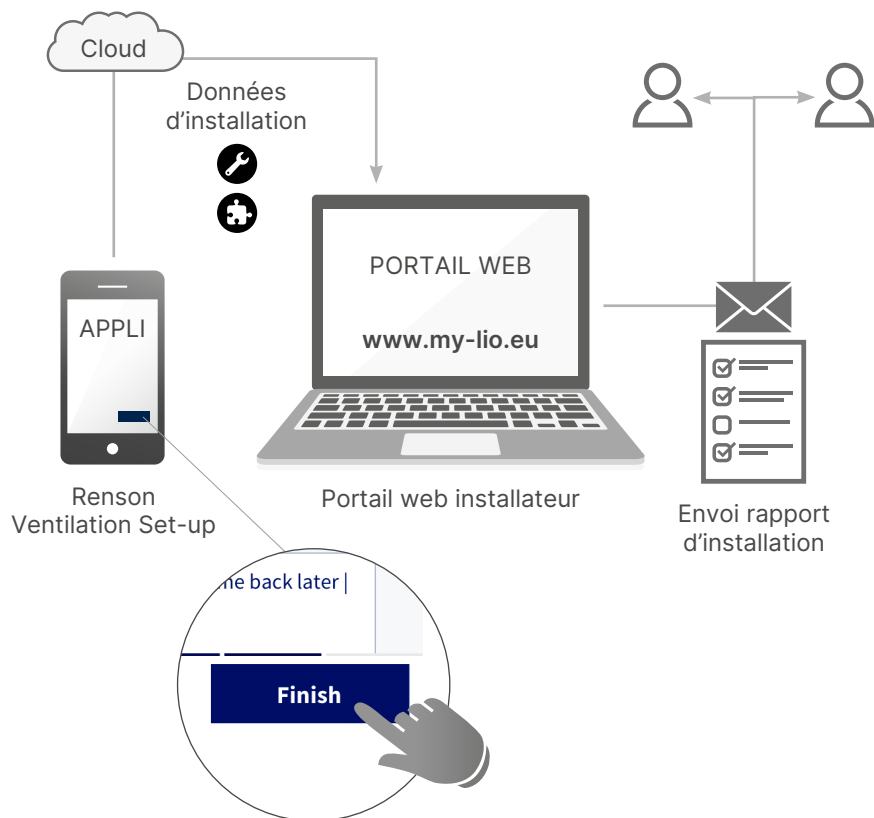 Cloud
Données
d’installation
PORTAIL WEB
www.my-lio.eu
APPLI
Renson
Ventilation Set-up
Portail web installateur
Envoi rapport
d’installation
back later |
Finish